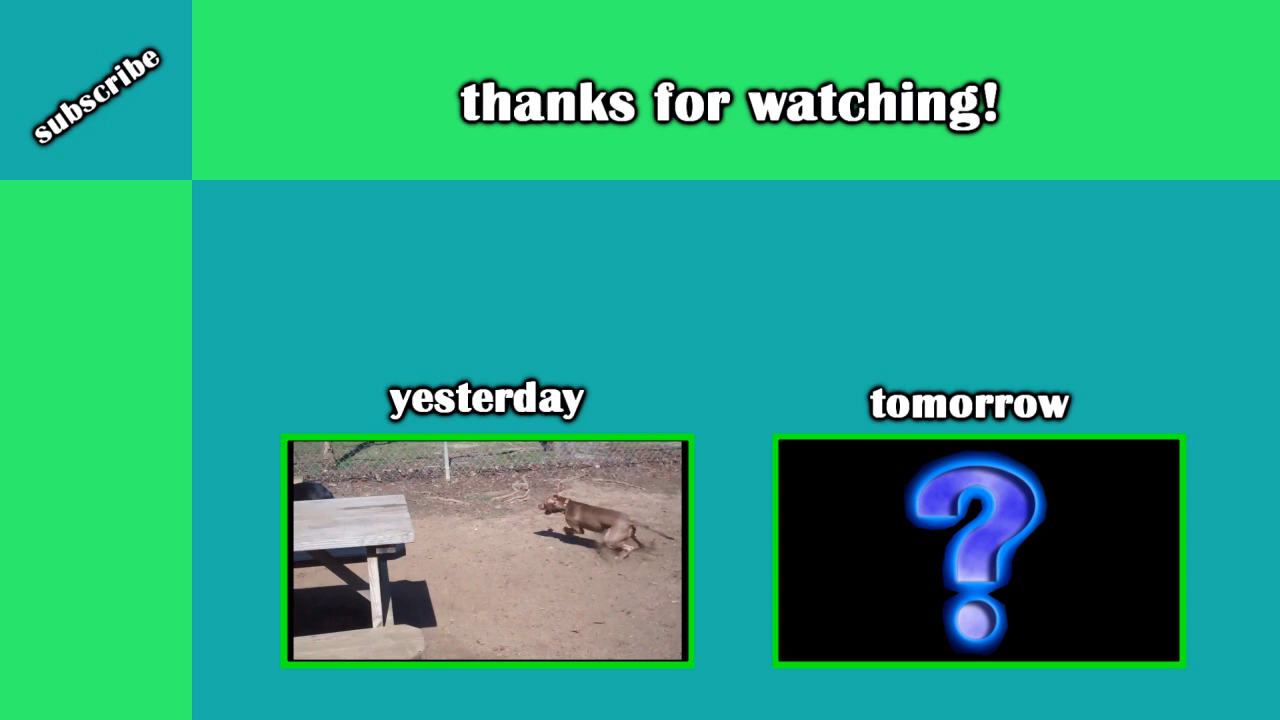 subscribe
thanks for watching!
yesterday
tomorrow
?